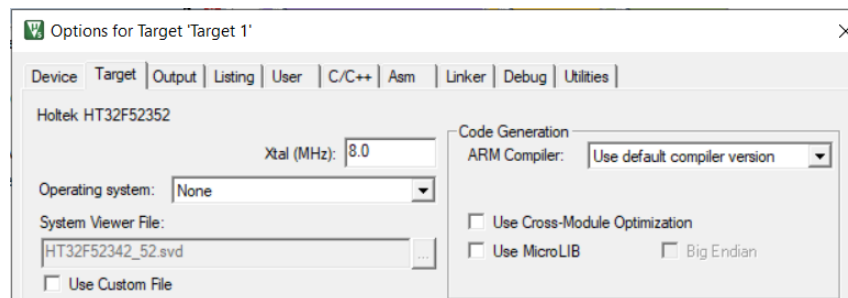 Options for Target 'Target 1'
Device Target Output Listing User C/C++ Asm Linker Debug Utilities
Holtek HT32F52352
Xtal (MHz): 8.0
Operating system: None
System Viewer File:
HT32F52342_52.svd ...
Use Custom File
Code Generation
ARM Compiler: Use default compiler version
Use Cross-Module Optimization
Use MicroLIB Big Endian